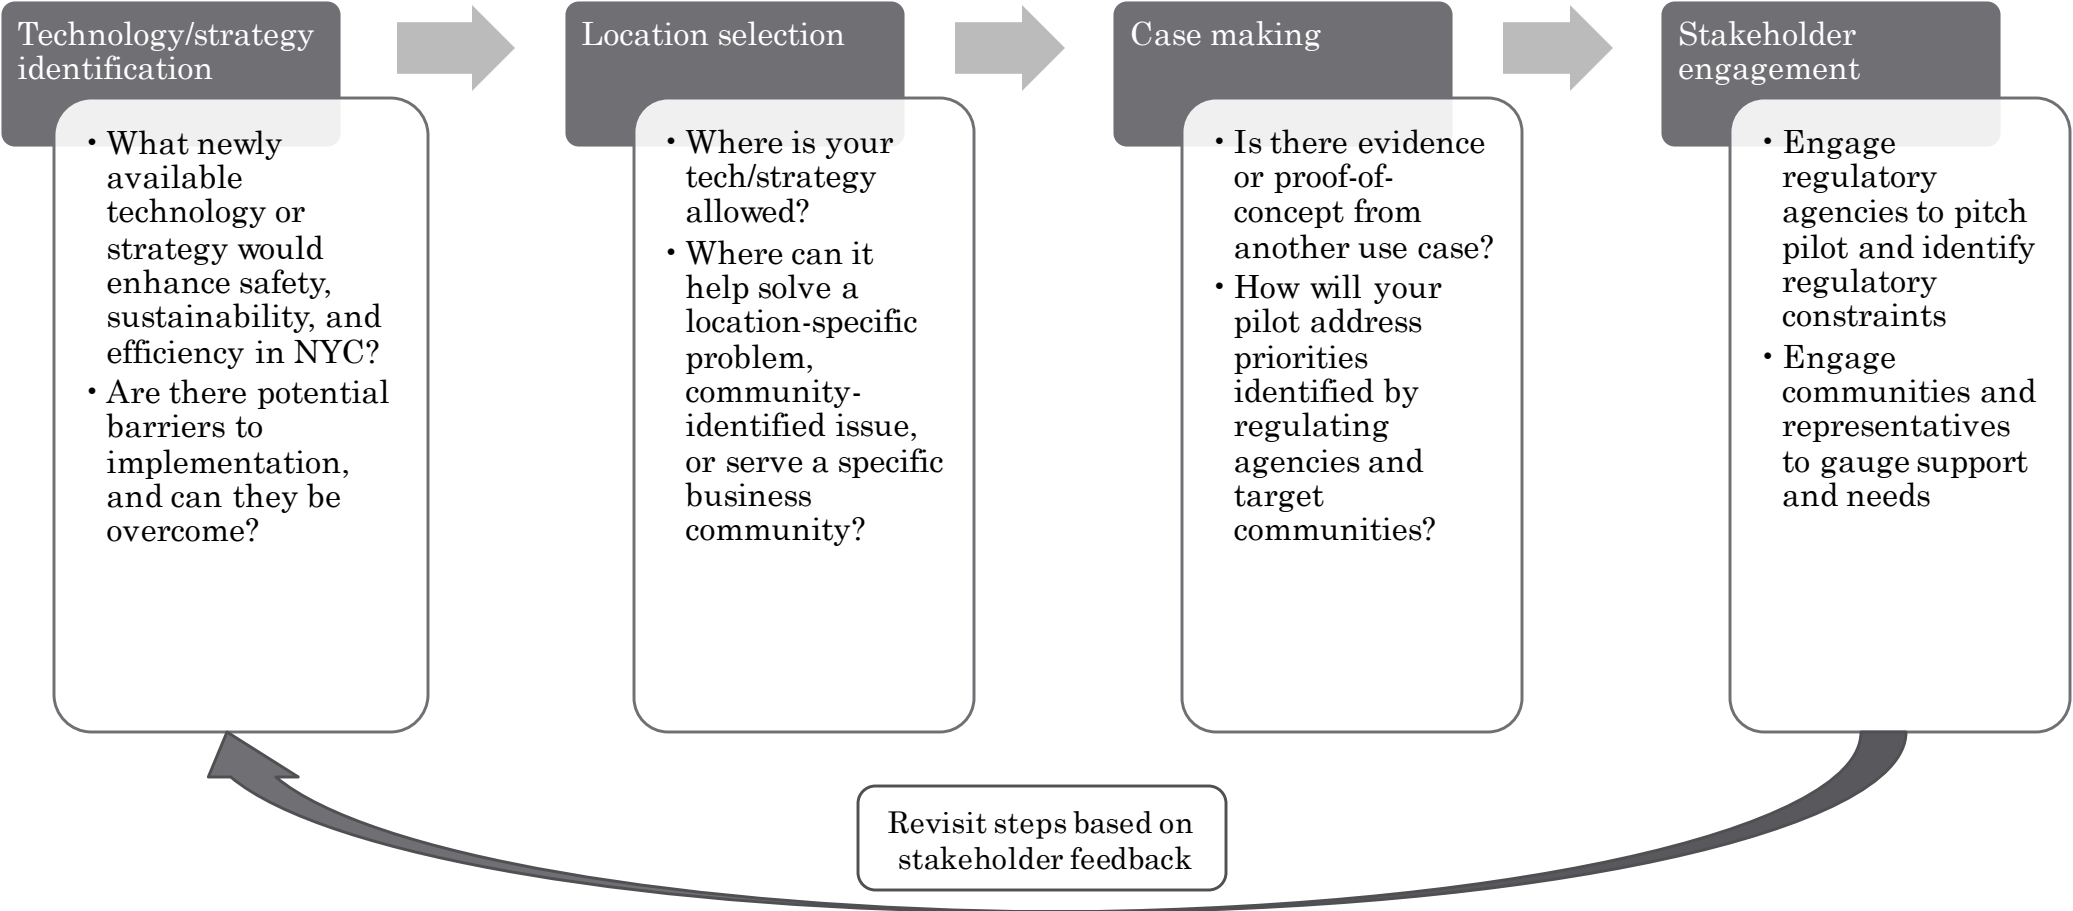 Technology/strategy
identification
• What newly
available
technology or
strategy would
enhance safety,
sustainability, and
efficiency in NYC?
• Are there potential
barriers to
implementation,
and can they be
overcome?
Location selection
• Where is your
tech/strategy
allowed?
• Where can it
help solve a
location-specific
problem,
community-
identified issue,
or serve a specific
business
community?
Case making
• Is there evidence
or proof-of-
concept from
another use case?
• How will your
pilot address
priorities
identified by
regulating
agencies and
target
communities?
Stakeholder
engagement
• Engage
regulatory
agencies to pitch
pilot and identify
regulatory
constraints
• Engage
communities and
representatives
to gauge support
and needs
Revisit steps based on
stakeholder feedback